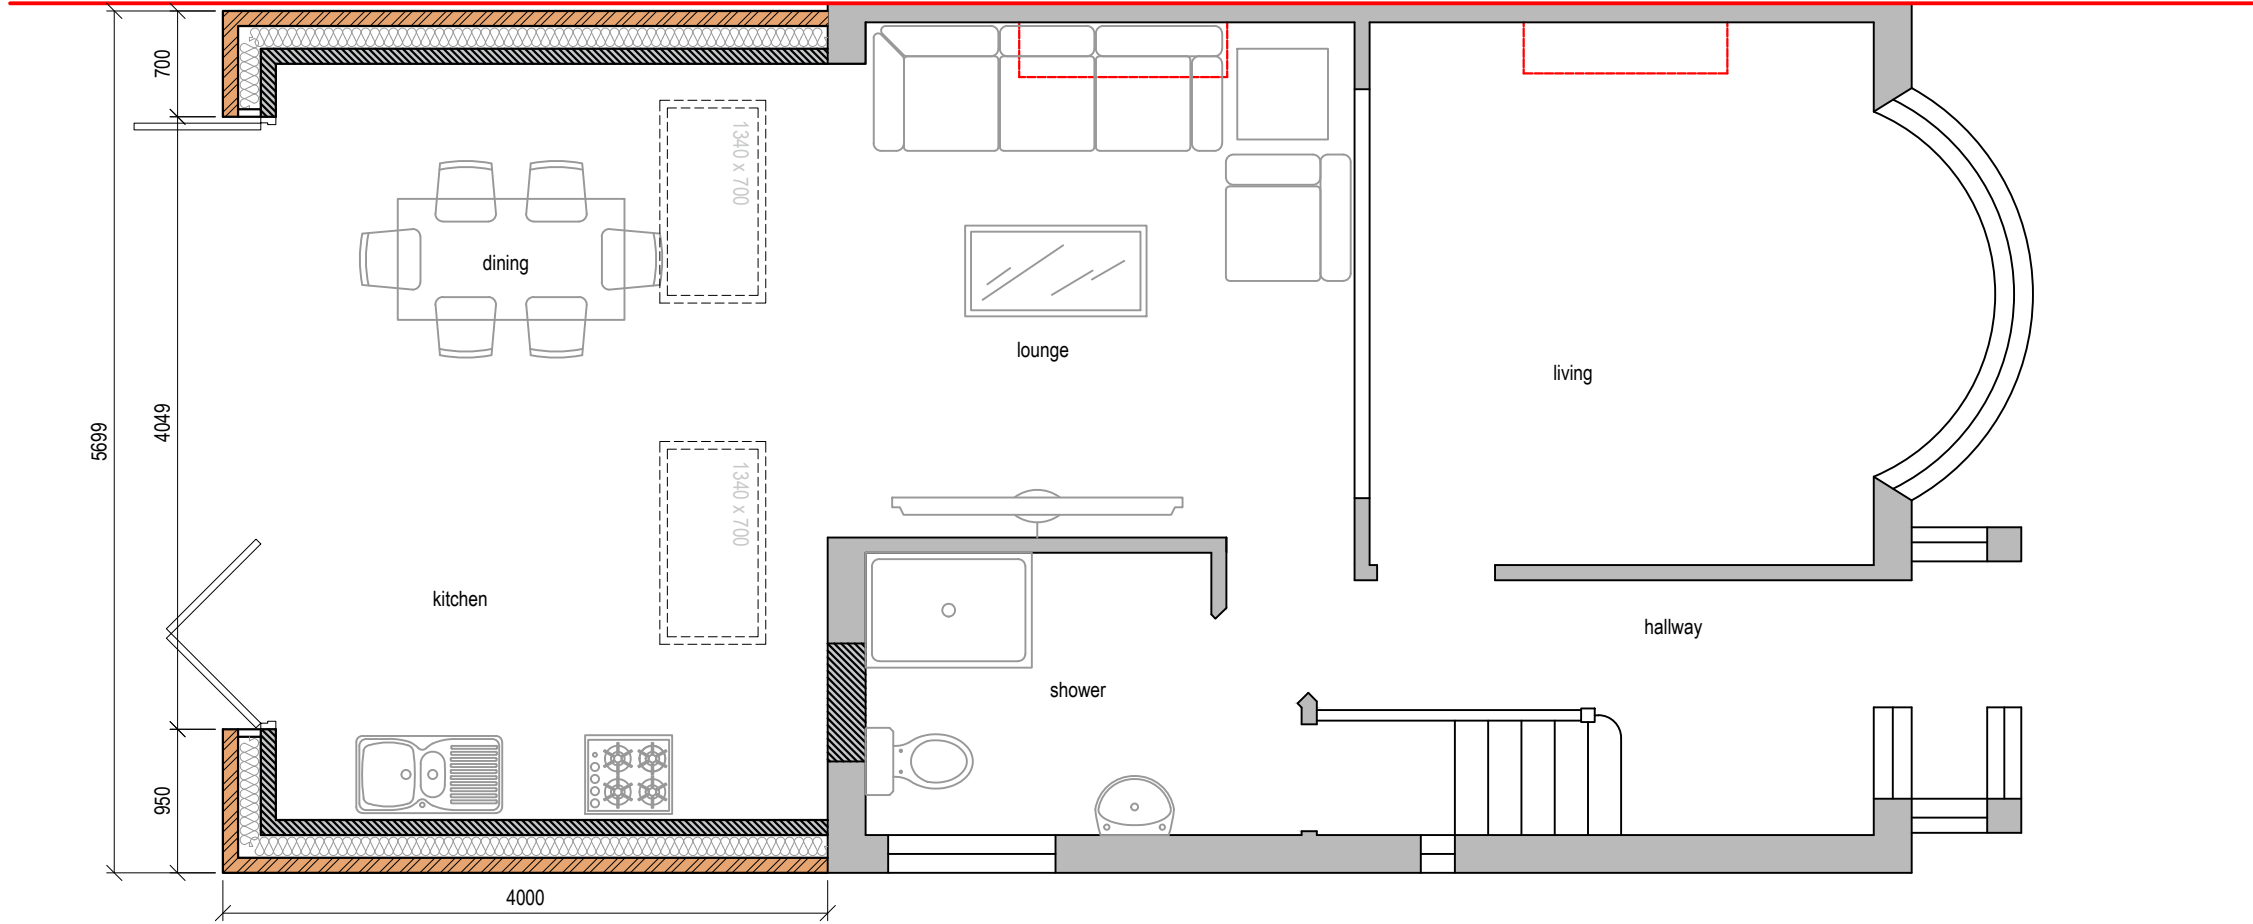 700
1340 x 700
dining
lounge
living
4049
5699
1340 x 700
kitchen
hallway
shower
950
4000